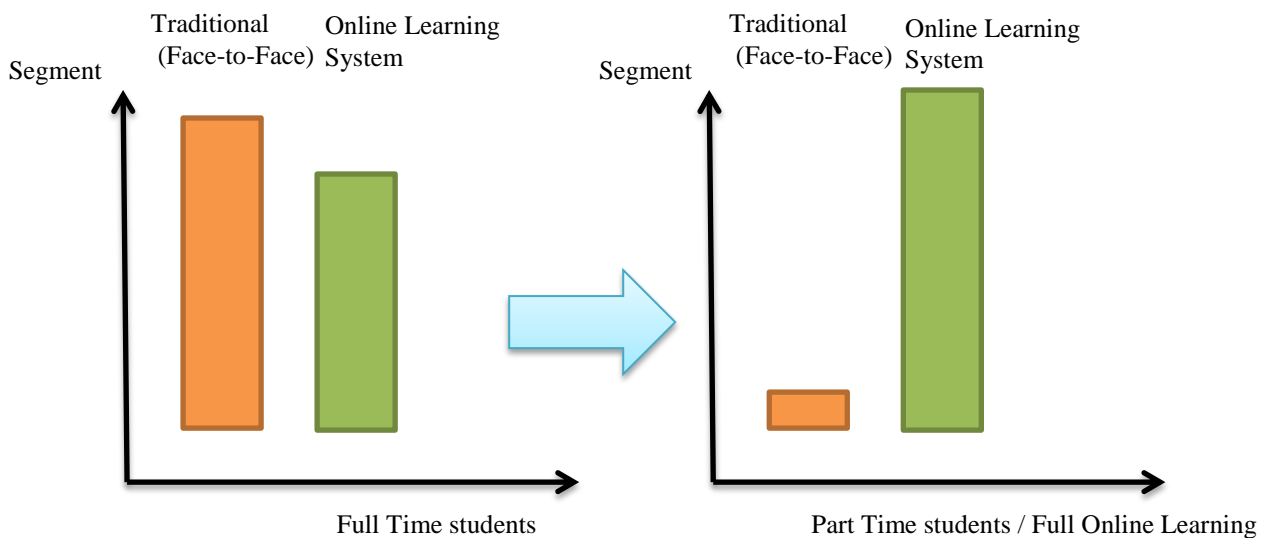 Traditional
(Face-to-Face)
Online Learning
System
Segment
Full Time students
Traditional
(Face-to-Face)
Online Learning
System
Segment
Part Time students / Full Online Learning